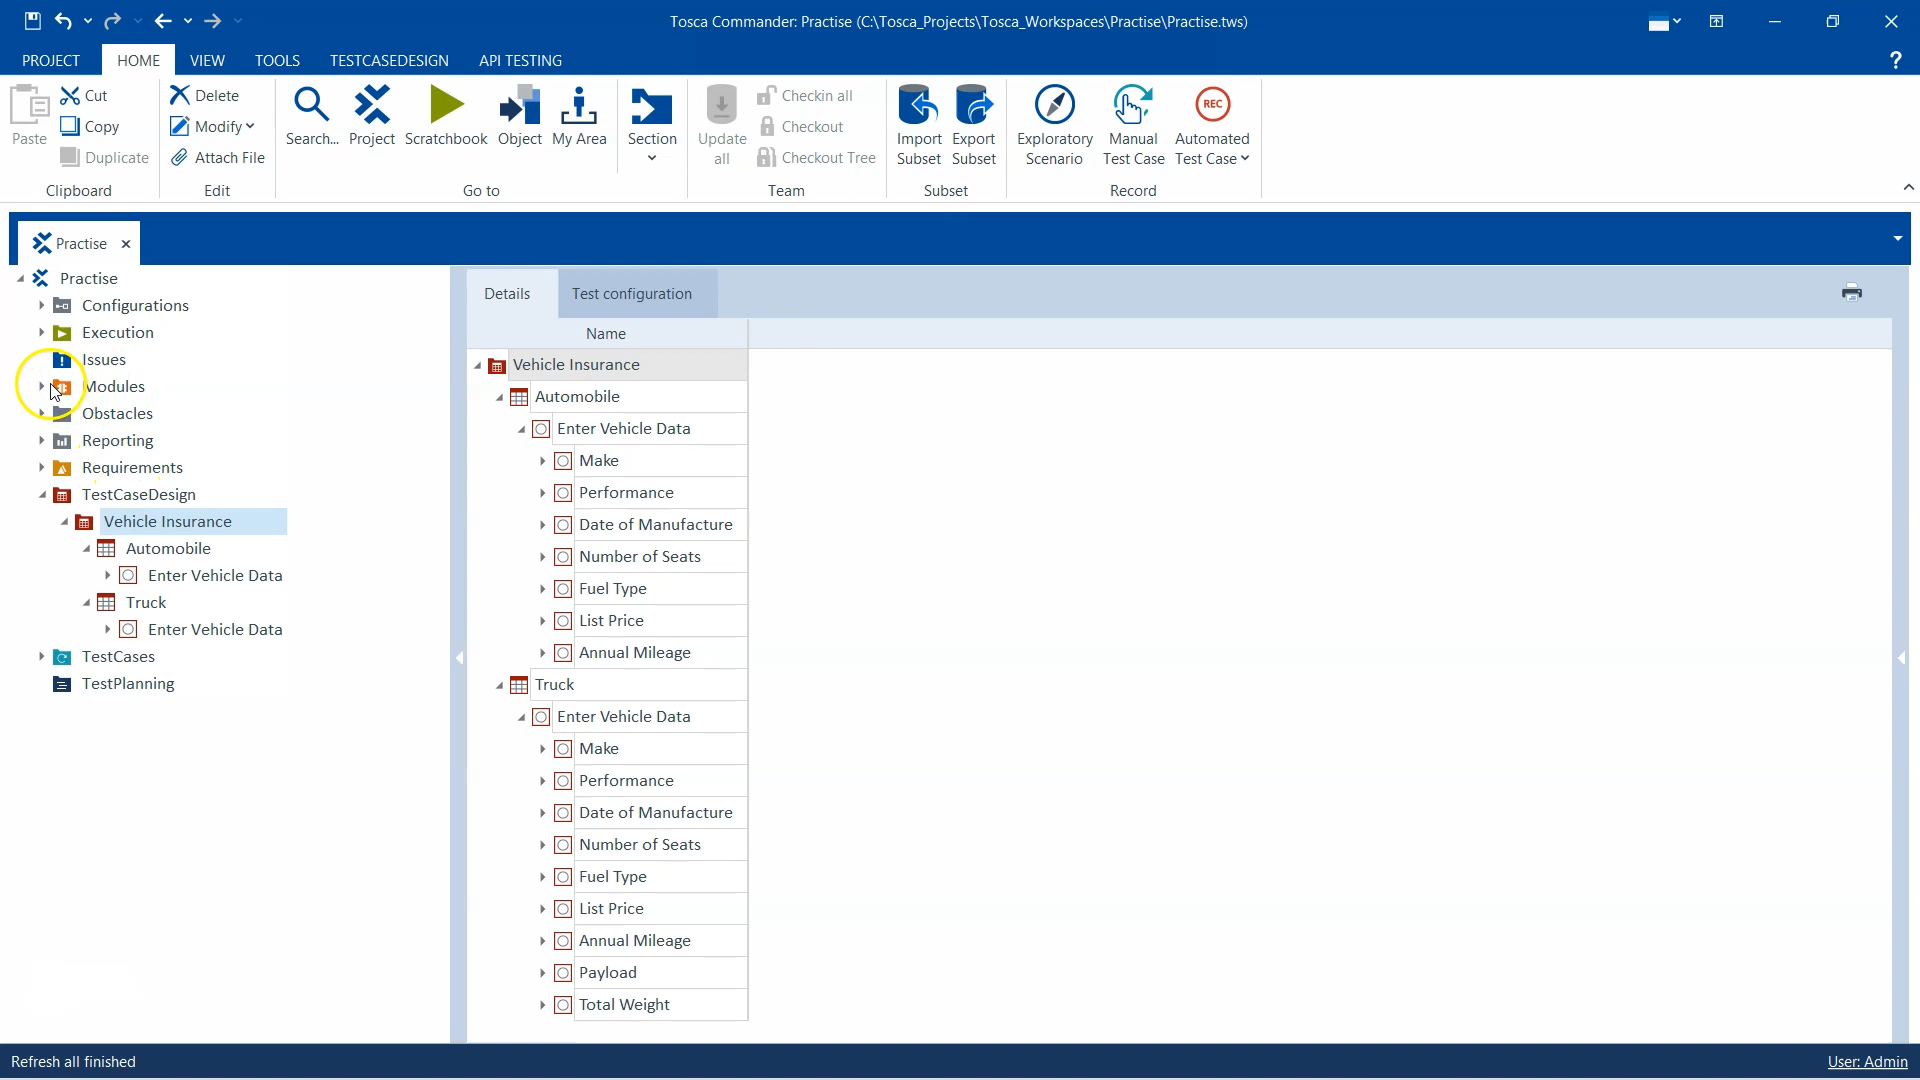 Tosca Commander: Practise (C:\Tosca_Projects\Tosca_Workspaces\Practise\Practise.tws)
PROJECT HOME VIEW TOOLS TESTCASEDESIGN API TESTING ?
Paste Cut Copy Duplicate
Clipboard
Delete Modify Attach File
Edit
Search... Project Scratchbook Object My Area Section
Go to
Update all Checkin all Checkout Checkout Tree
Team
Import Subset Export Subset
Subset
Exploratory Scenario Manual Test Case REC Automated Test Case
Record
Practise
Practise
Configurations
Execution
Issues
Modules
Obstacles
Reporting
Requirements
TestCaseDesign
Vehicle Insurance
Automobile
Enter Vehicle Data
Truck
Enter Vehicle Data
TestCases
TestPlanning
Details Test configuration
Name
Vehicle Insurance
Automobile
Enter Vehicle Data
Make
Performance
Date of Manufacture
Number of Seats
Fuel Type
List Price
Annual Mileage
Truck
Enter Vehicle Data
Make
Performance
Date of Manufacture
Number of Seats
Fuel Type
List Price
Annual Mileage
Payload
Total Weight
Refresh all finished
User: Admin